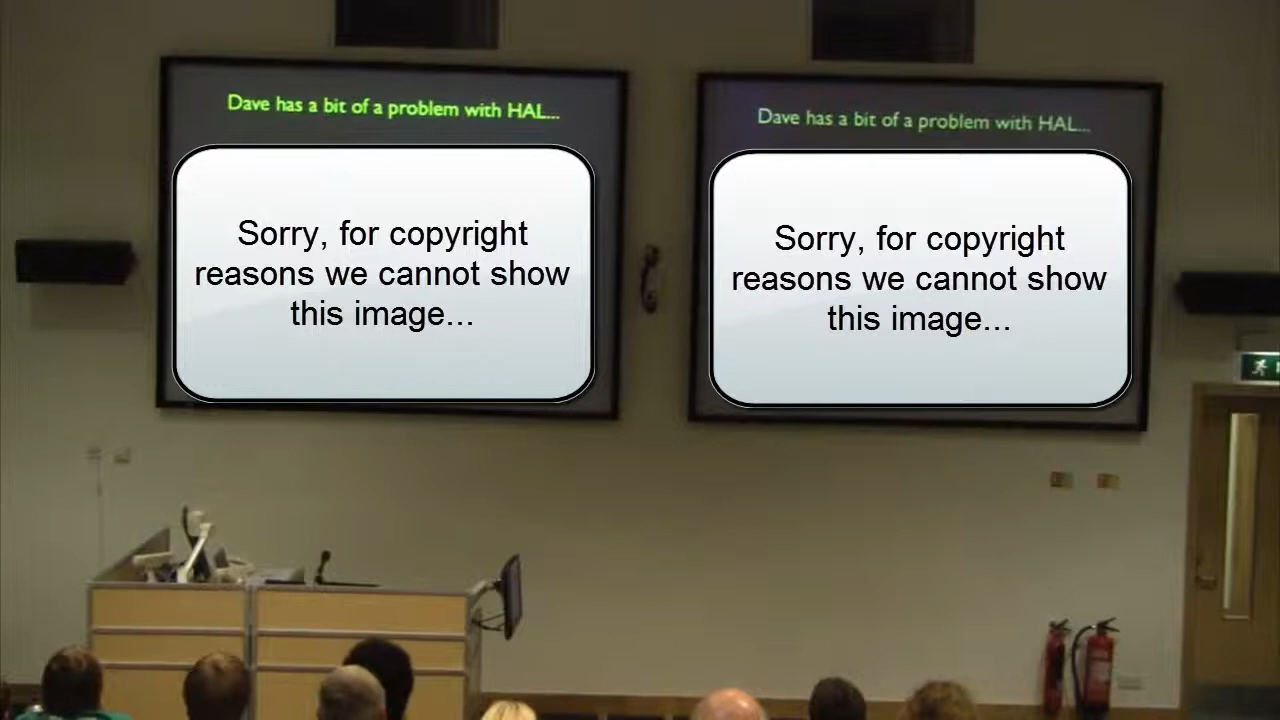 Dave has a bit of a problem with HAL...
Sorry, for copyright
reasons we cannot show
this image...
Dave has a bit of a problem with HAL...
Sorry, for copyright
reasons we cannot show
this image...